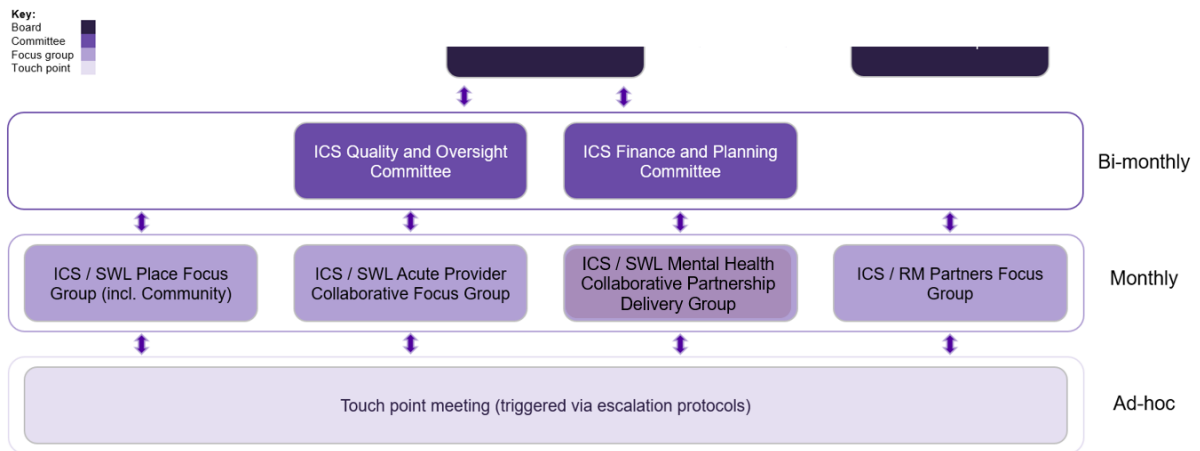 Key:
Board
Committee
Focus group
Touch point
ICS Quality and Oversight
Committee
ICS Finance and Planning
Committee
Bi-monthly
ICS / SWL Place Focus
Group (incl. Community)
ICS / SWL Acute Provider
Collaborative Focus Group
ICS / SWL Mental Health
Collaborative Partnership
Delivery Group
ICS / RM Partners Focus
Group
Monthly
Touch point meeting (triggered via escalation protocols)
Ad-hoc